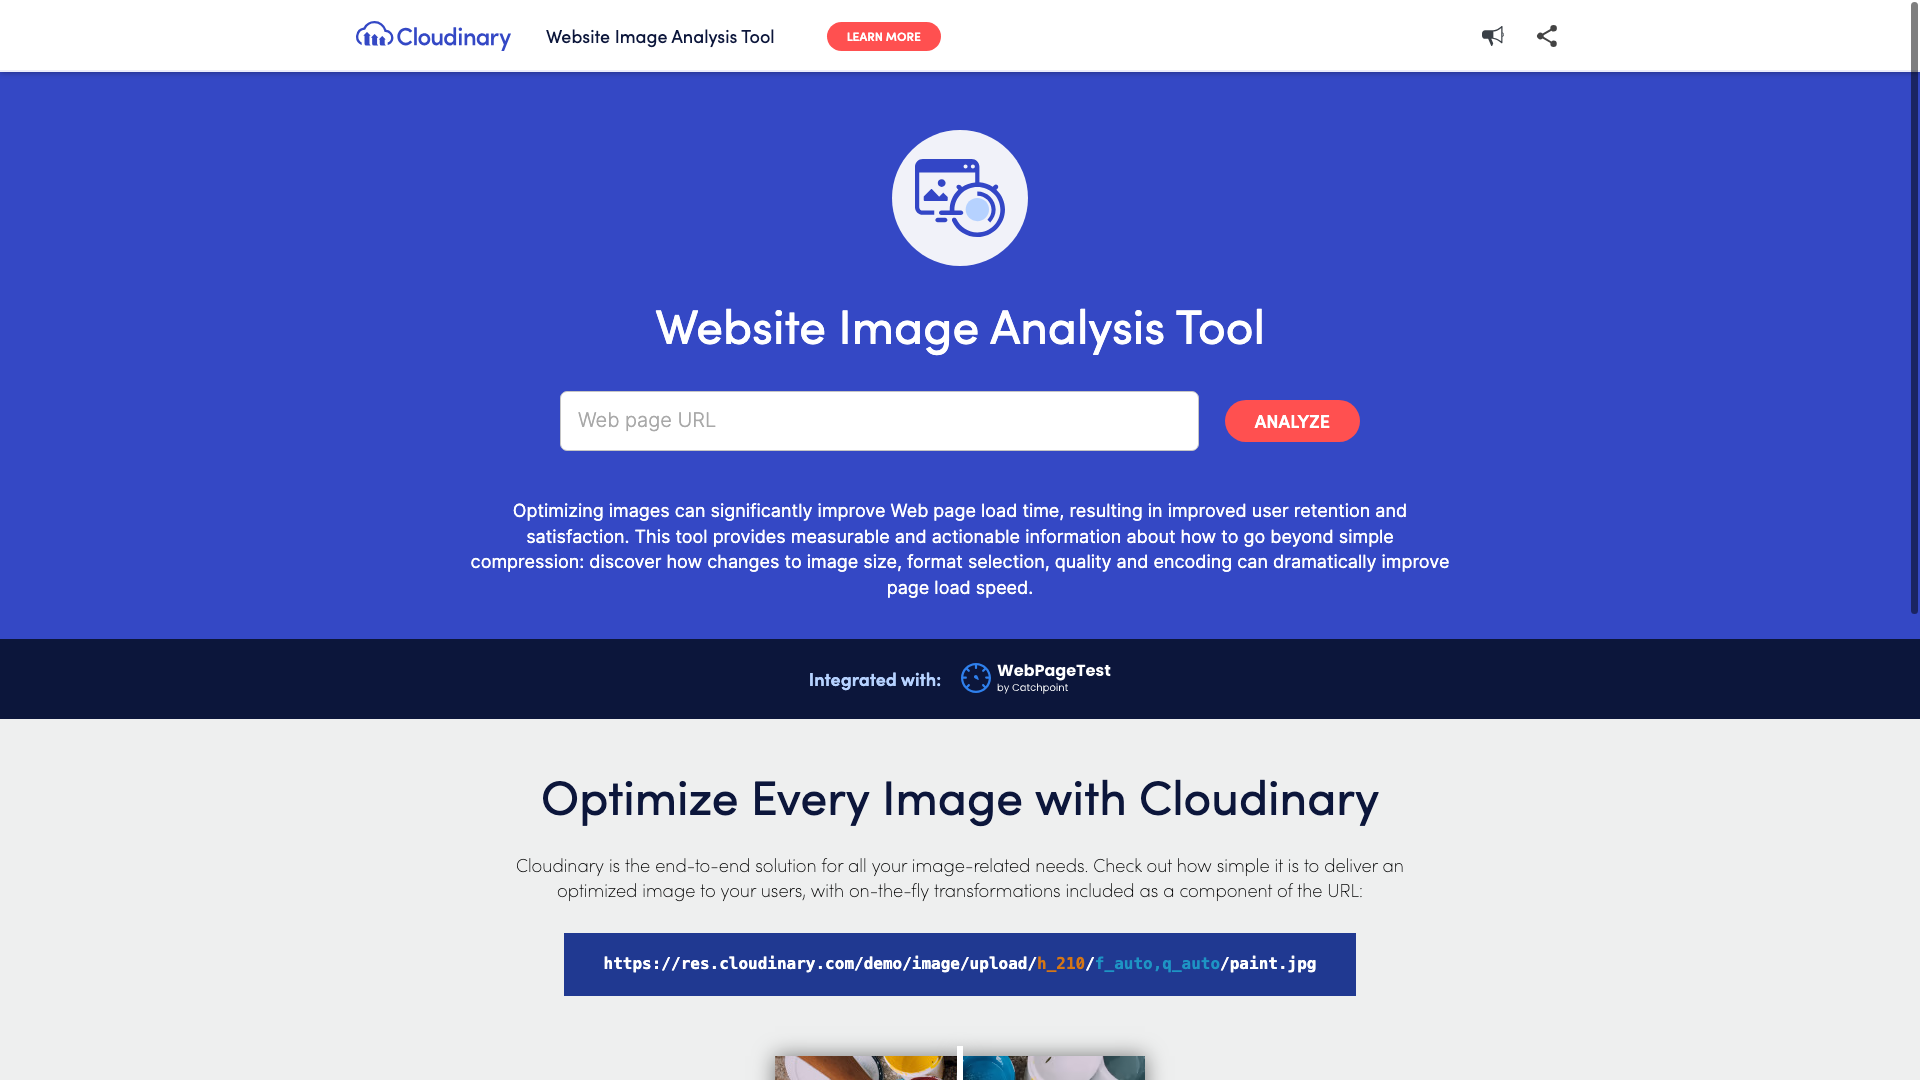 Cloudinary
Website Image Analysis Tool
LEARN MORE
Website Image Analysis Tool
Web page URL
ANALYZE
Optimizing images can significantly improve Web page load time, resulting in improved user retention and
satisfaction. This tool provides measurable and actionable information about how to go beyond simple
compression: discover how changes to image size, format selection, quality and encoding can dramatically improve
page load speed.
Integrated with:
WebPageTest
by Catchpoint
Optimize Every Image with Cloudinary
Cloudinary is the end-to-end solution for all your image-related needs. Check out how simple it is to deliver an
optimized image to your users, with on-the-fly transformations included as a component of the URL:
https://res.cloudinary.com/demo/image/upload/h_210/f_auto,q_auto/paint.jpg